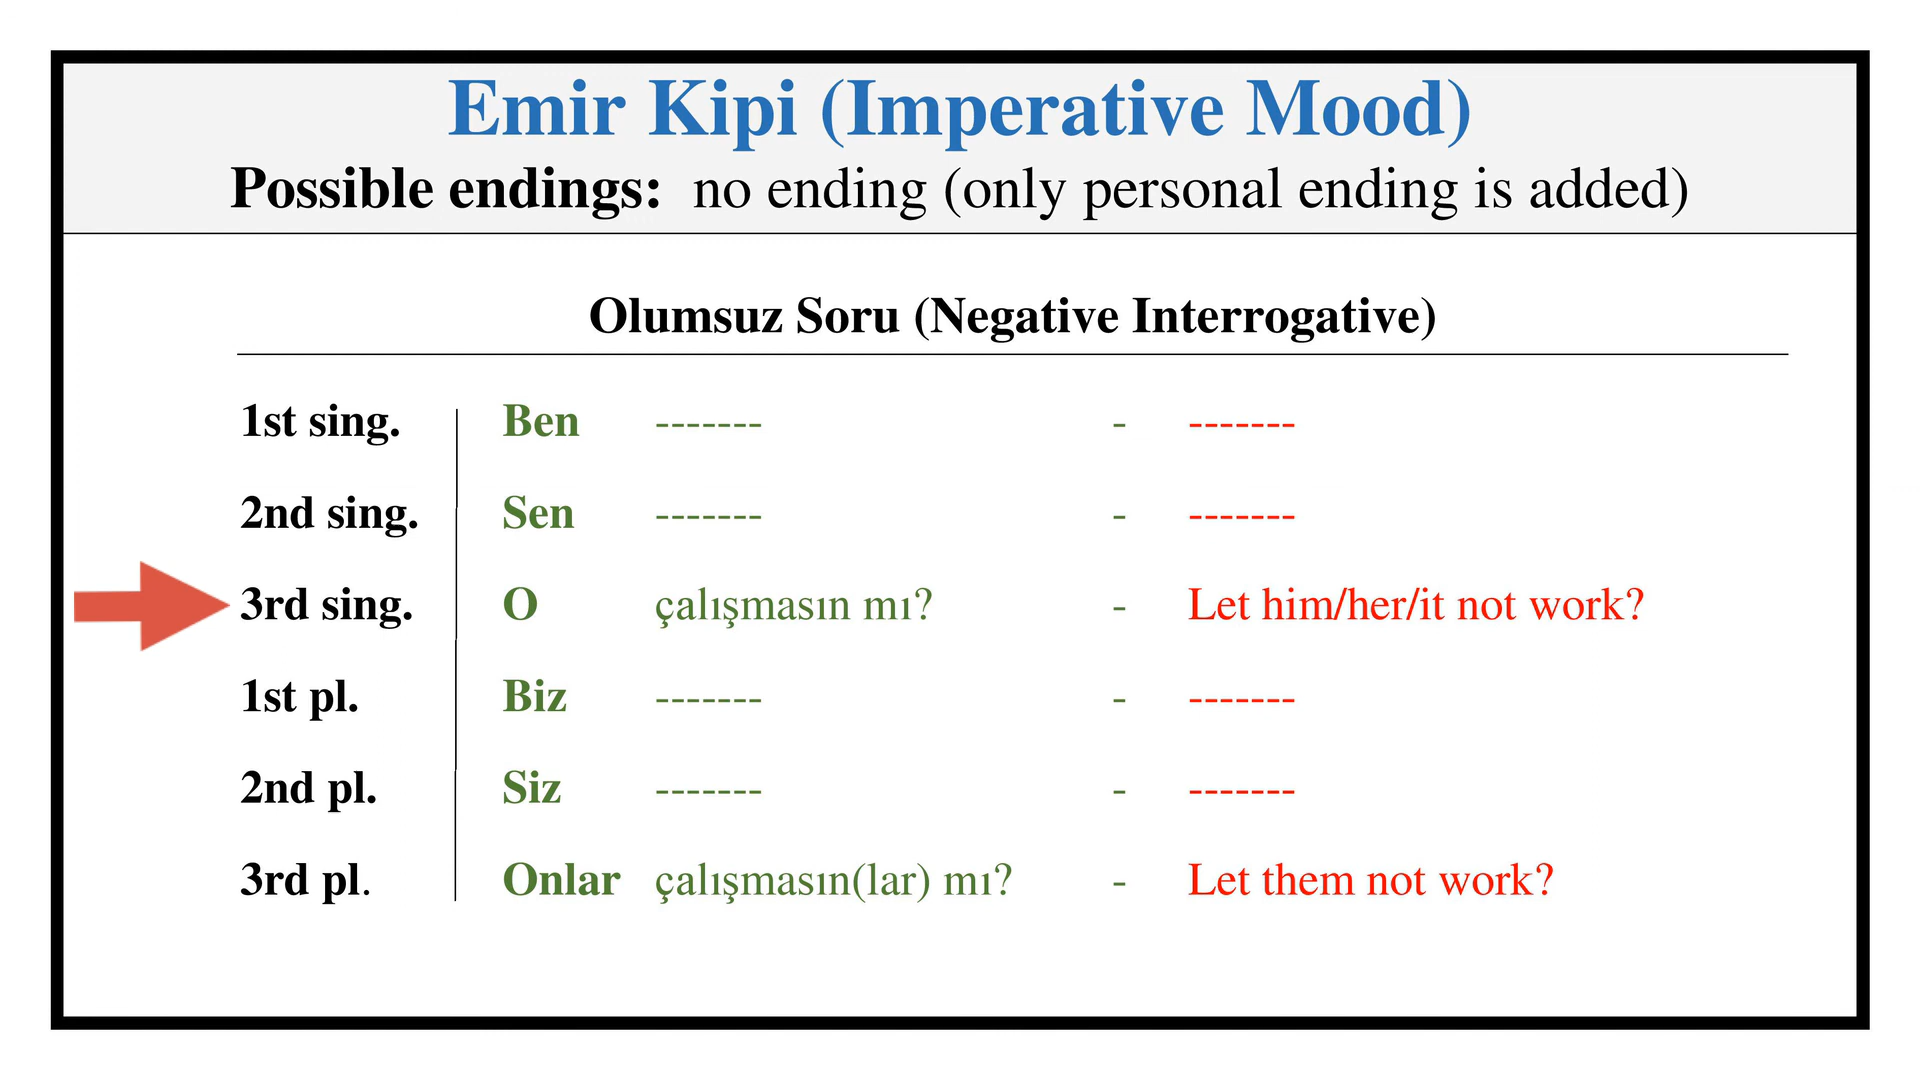 Emir Kipi (Imperative Mood)
Possible endings: no ending (only personal ending is added)
Olumsuz Soru (Negative Interrogative)
1st sing. Ben ------- - -------
2nd sing. Sen ------- - -------
3rd sing. O çalışmasın mı? - Let him/her/it not work?
1st pl. Biz ------- - -------
2nd pl. Siz ------- - -------
3rd pl. Onlar çalışmasın(lar) mı? - Let them not work?